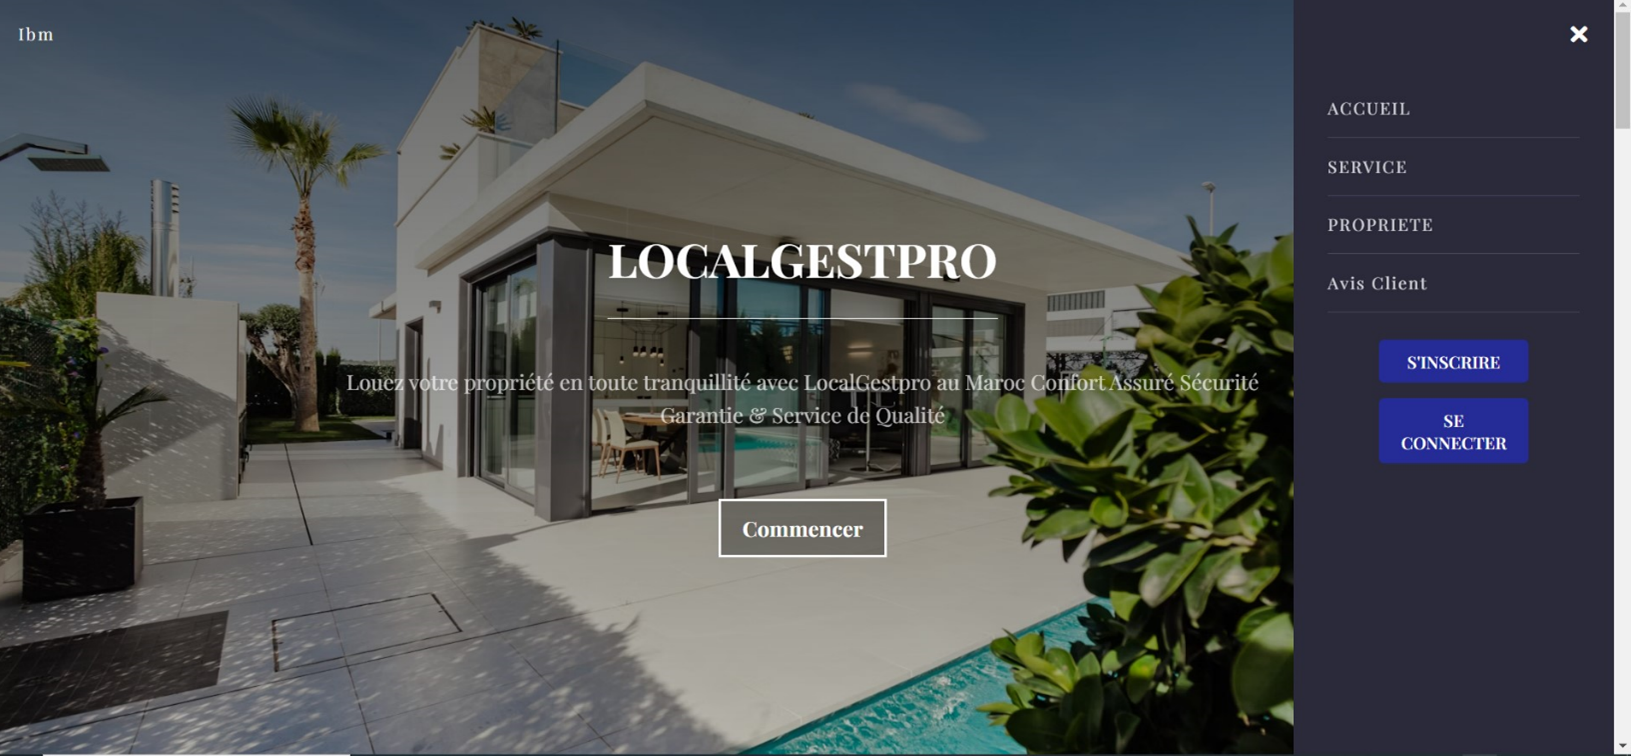 Ibm
LOCALGESTPRO
Louez votre propriété en toute tranquillité avec LocalGestpro au Maroc Confort Assuré Sécurité
Garantie & Service de Qualité
Commencer
ACCUEIL
SERVICE
PROPRIETE
Avis Client
S'INSCRIRE
SE
CONNECTER